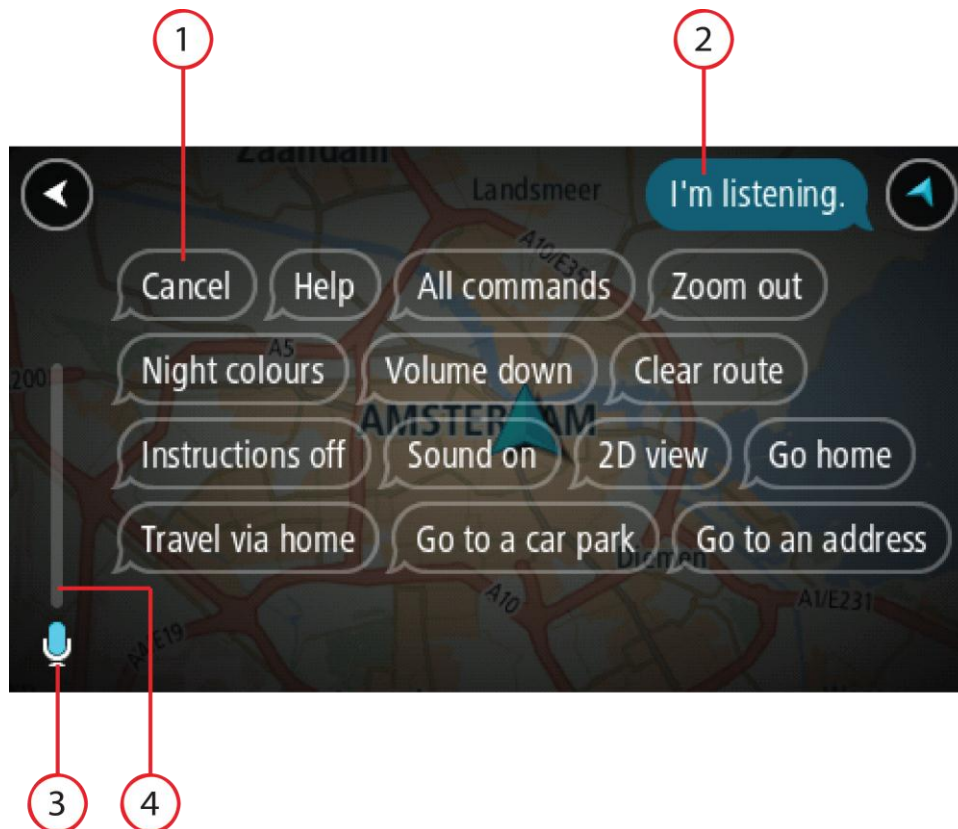 1 2
Zaandam
Landsmeer
I'm listening.
A10/E35
Cancel Help All commands Zoom out
A5
200
Night colours Volume down Clear route
AMSTERDAM
Instructions off Sound on 2D view Go home
Travel via home Go to a car park Go to an address
Diemen
A10
A1/E231
A4/E19
3 4